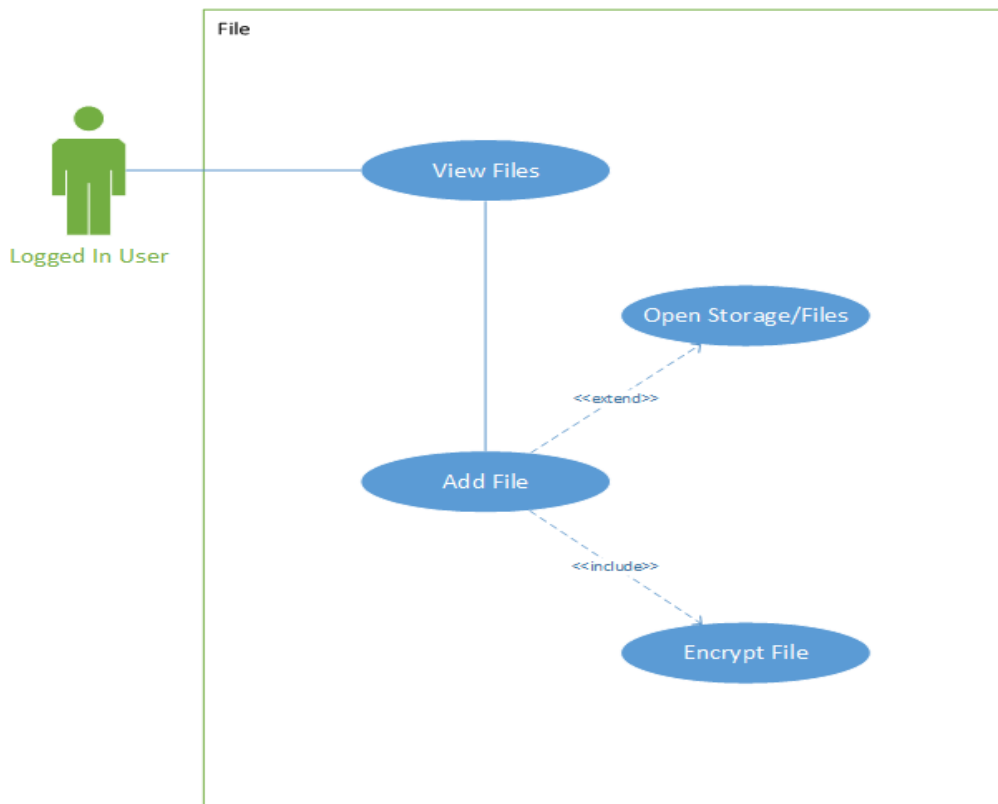 File
View Files
Logged In User
Open Storage/Files
<<extend>>
Add File
<<include>>
Encrypt File